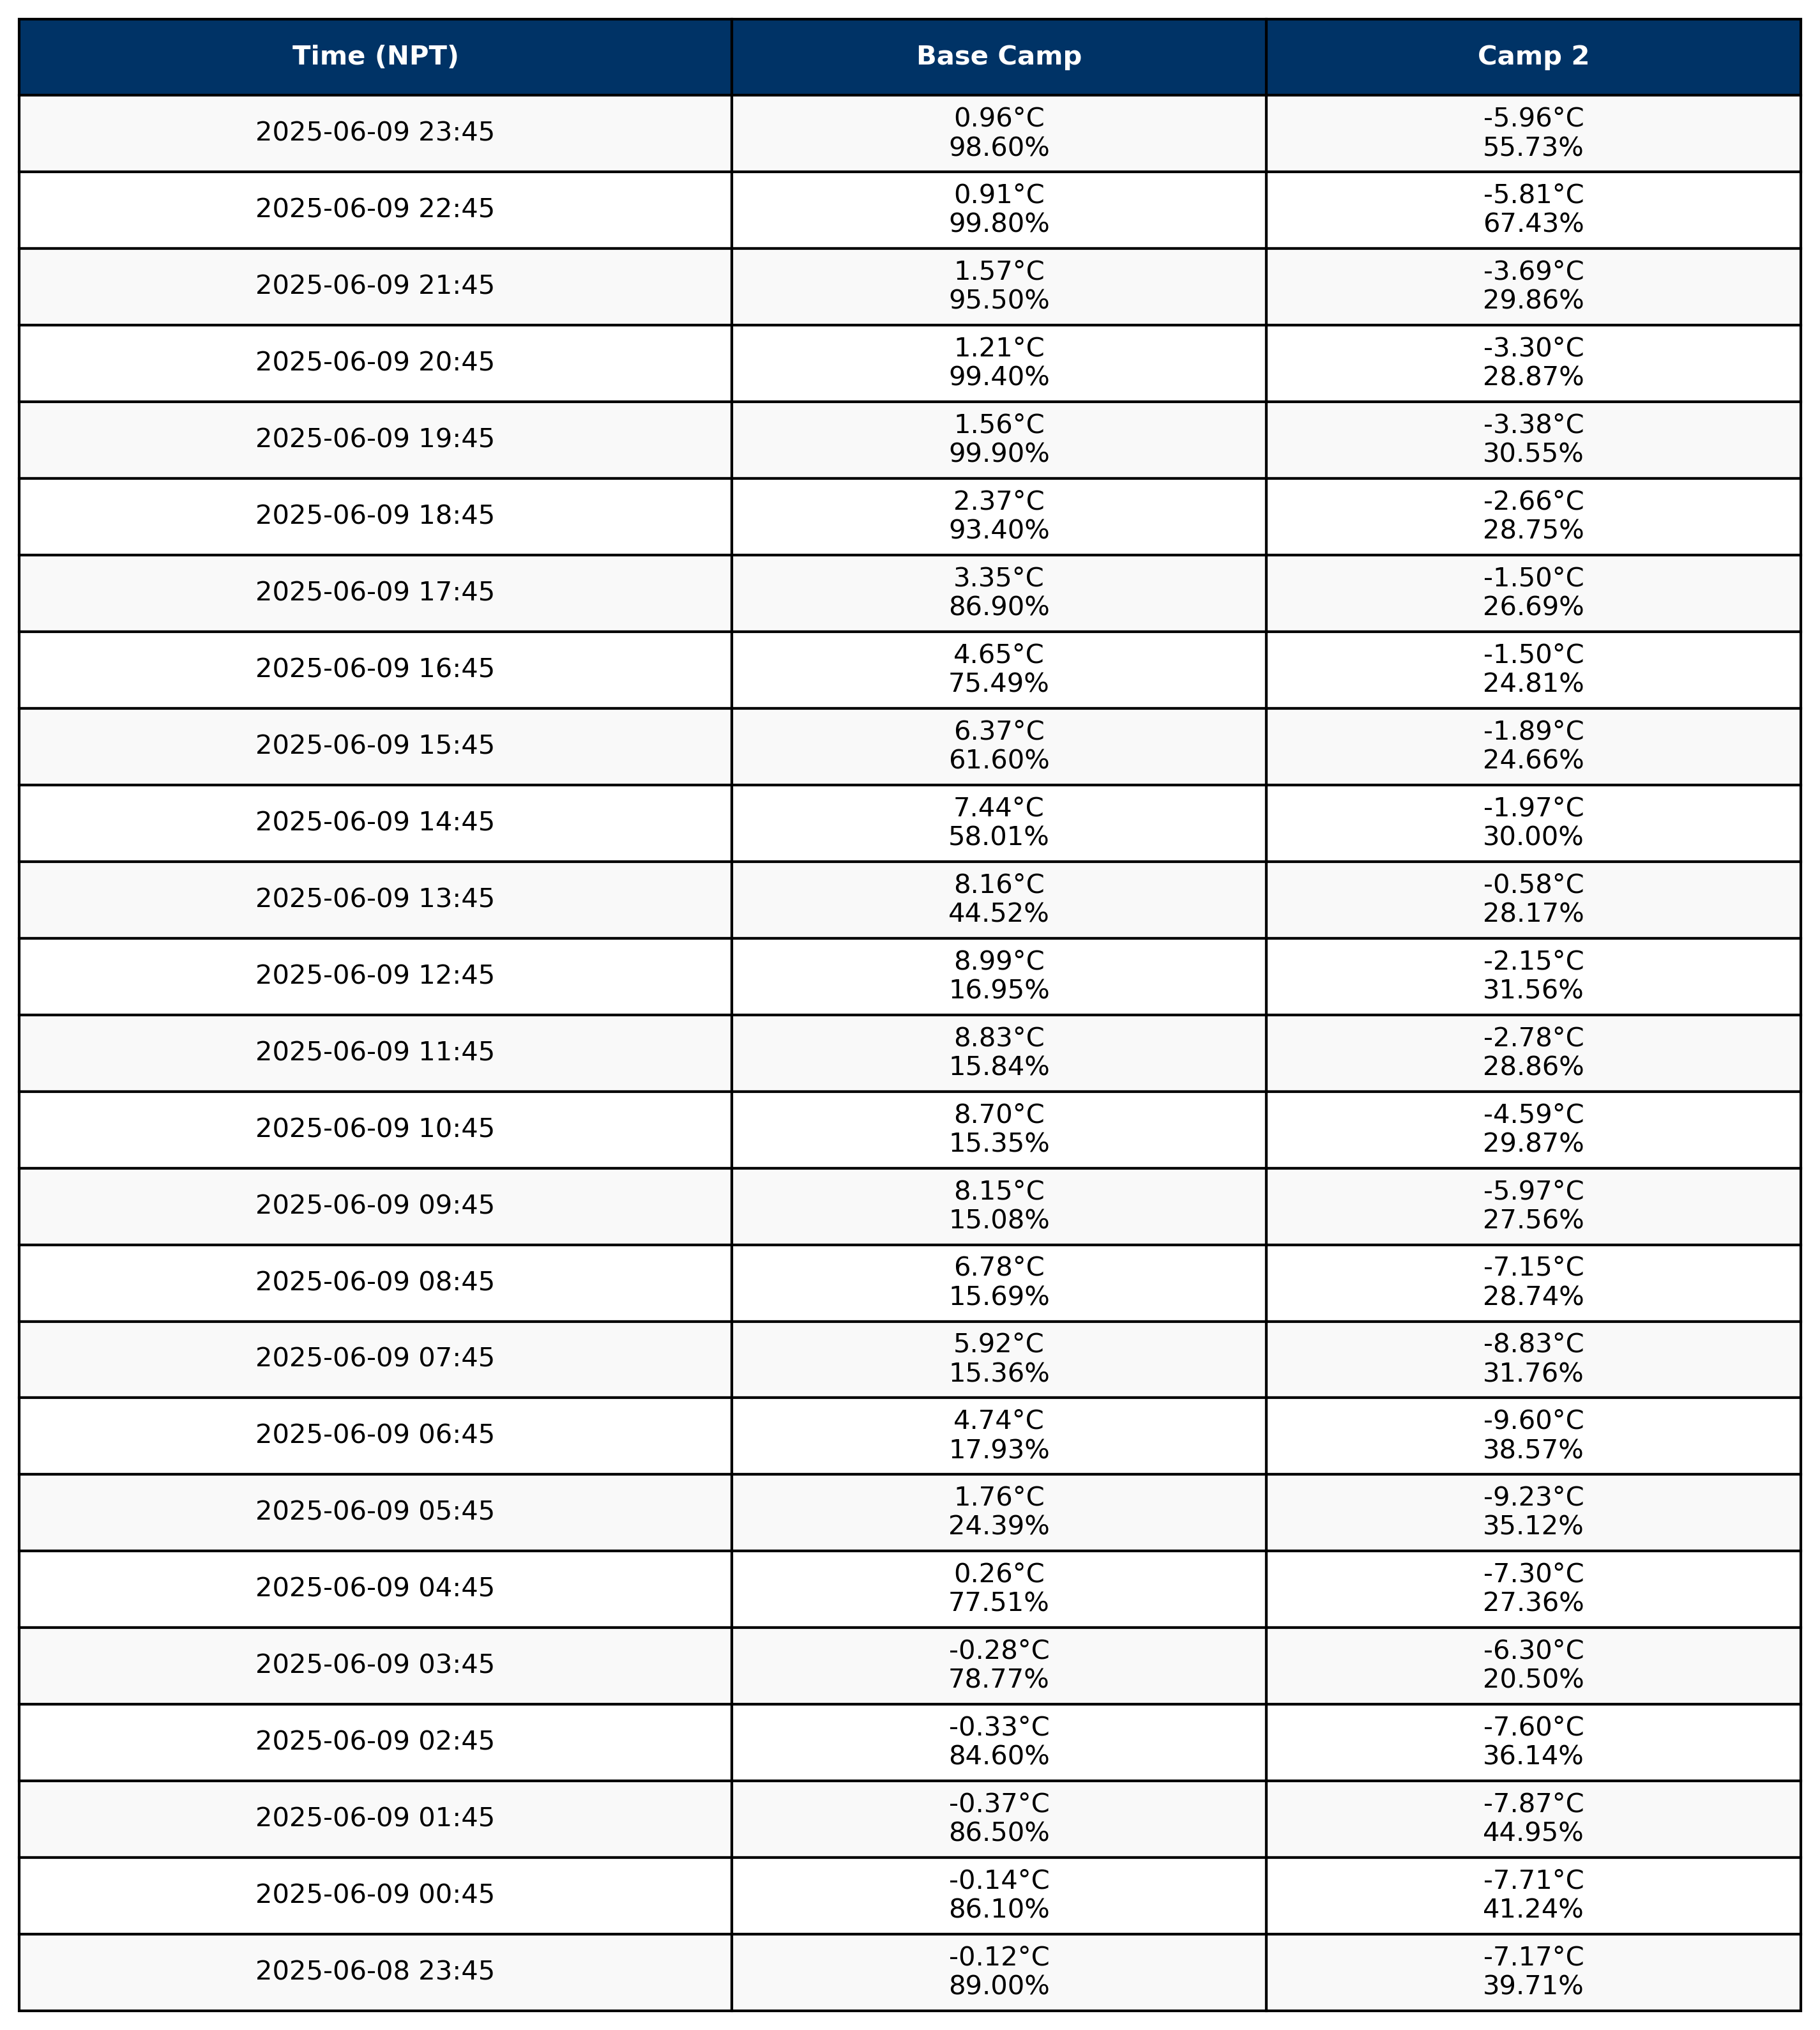 Time (NPT) Base Camp Camp 2
2025-06-09 23:45 0.96°C -5.96°C
98.60% 55.73%
2025-06-09 22:45 0.91°C -5.81°C
99.80% 67.43%
2025-06-09 21:45 1.57°C -3.69°C
95.50% 29.86%
2025-06-09 20:45 1.21°C -3.30°C
99.40% 28.87%
2025-06-09 19:45 1.56°C -3.38°C
99.90% 30.55%
2025-06-09 18:45 2.37°C -2.66°C
93.40% 28.75%
2025-06-09 17:45 3.35°C -1.50°C
86.90% 26.69%
2025-06-09 16:45 4.65°C -1.50°C
75.49% 24.81%
2025-06-09 15:45 6.37°C -1.89°C
61.60% 24.66%
2025-06-09 14:45 7.44°C -1.97°C
58.01% 30.00%
2025-06-09 13:45 8.16°C -0.58°C
44.52% 28.17%
2025-06-09 12:45 8.99°C -2.15°C
16.95% 31.56%
2025-06-09 11:45 8.83°C -2.78°C
15.84% 28.86%
2025-06-09 10:45 8.70°C -4.59°C
15.35% 29.87%
2025-06-09 09:45 8.15°C -5.97°C
15.08% 27.56%
2025-06-09 08:45 6.78°C -7.15°C
15.69% 28.74%
2025-06-09 07:45 5.92°C -8.83°C
15.36% 31.76%
2025-06-09 06:45 4.74°C -9.60°C
17.93% 38.57%
2025-06-09 05:45 1.76°C -9.23°C
24.39% 35.12%
2025-06-09 04:45 0.26°C -7.30°C
77.51% 27.36%
2025-06-09 03:45 -0.28°C -6.30°C
78.77% 20.50%
2025-06-09 02:45 -0.33°C -7.60°C
84.60% 36.14%
2025-06-09 01:45 -0.37°C -7.87°C
86.50% 44.95%
2025-06-09 00:45 -0.14°C -7.71°C
86.10% 41.24%
2025-06-08 23:45 -0.12°C -7.17°C
89.00% 39.71%